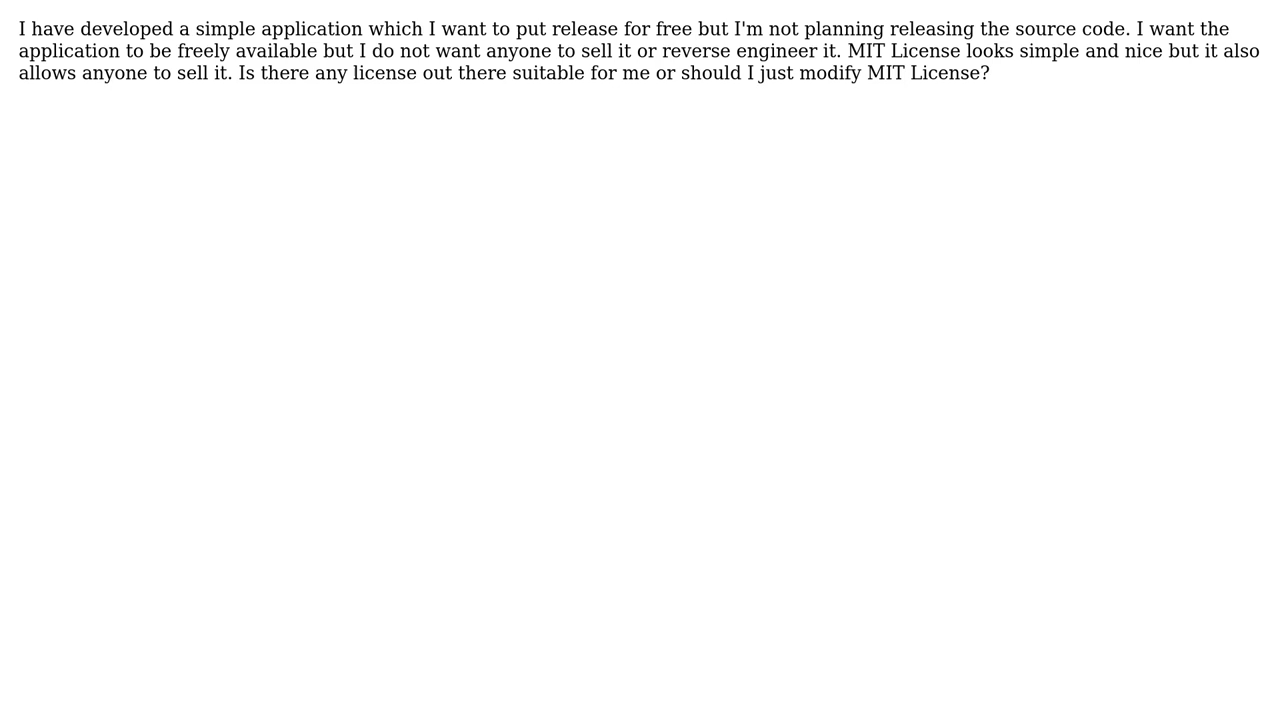 I have developed a simple application which I want to put release for free but I'm not planning releasing the source code. I want the
application to be freely available but I do not want anyone to sell it or reverse engineer it. MIT License looks simple and nice but it also
allows anyone to sell it. Is there any license out there suitable for me or should I just modify MIT License?